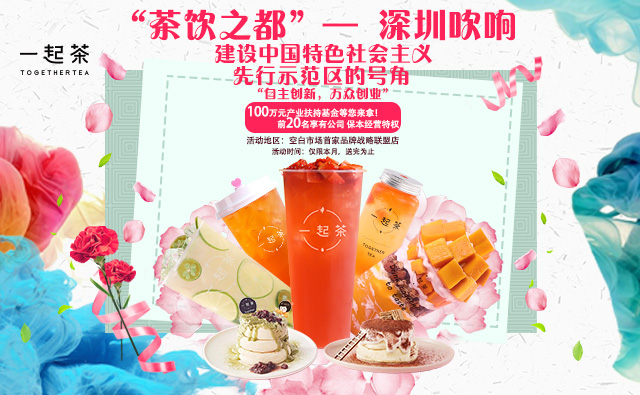 “茶饮之都”— 深圳吹响
一起茶
TOGETHERTEA
建设中国特色社会主义
先行示范区的号角
“自主创新，万众创业”
100万元产业扶持基金等您来拿！
前20名享有公司 保本经营特权
活动地区：空白市场首家品牌战略联盟店
活动时间：仅限本月，送完为止
一起茶
一起茶
TOGETHER
TEA